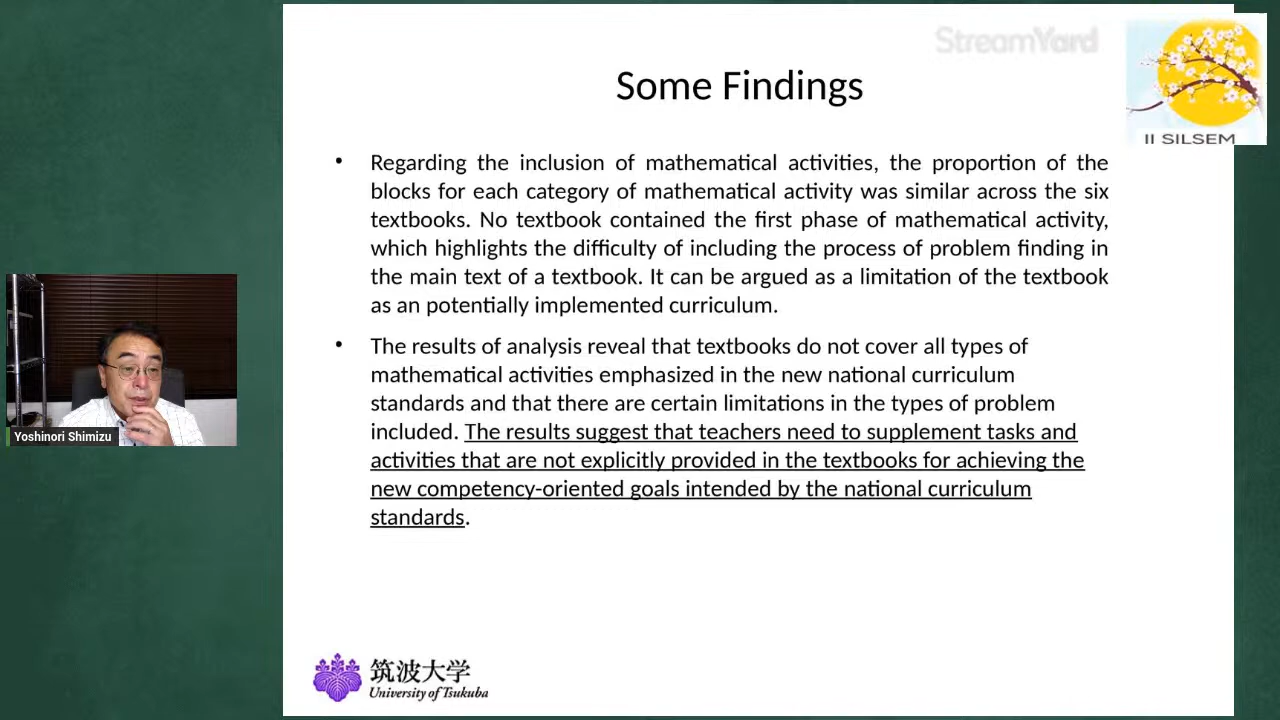 StreamYard
II SILSEM
Some Findings
• Regarding the inclusion of mathematical activities, the proportion of the
blocks for each category of mathematical activity was similar across the six
textbooks. No textbook contained the first phase of mathematical activity,
which highlights the difficulty of including the process of problem finding in
the main text of a textbook. It can be argued as a limitation of the textbook
as an potentially implemented curriculum.
• The results of analysis reveal that textbooks do not cover all types of
mathematical activities emphasized in the new national curriculum
standards and that there are certain limitations in the types of problem
included. The results suggest that teachers need to supplement tasks and
activities that are not explicitly provided in the textbooks for achieving the
new competency-oriented goals intended by the national curriculum
standards.
Yoshinori Shimizu
筑波大学
University of Tsukuba